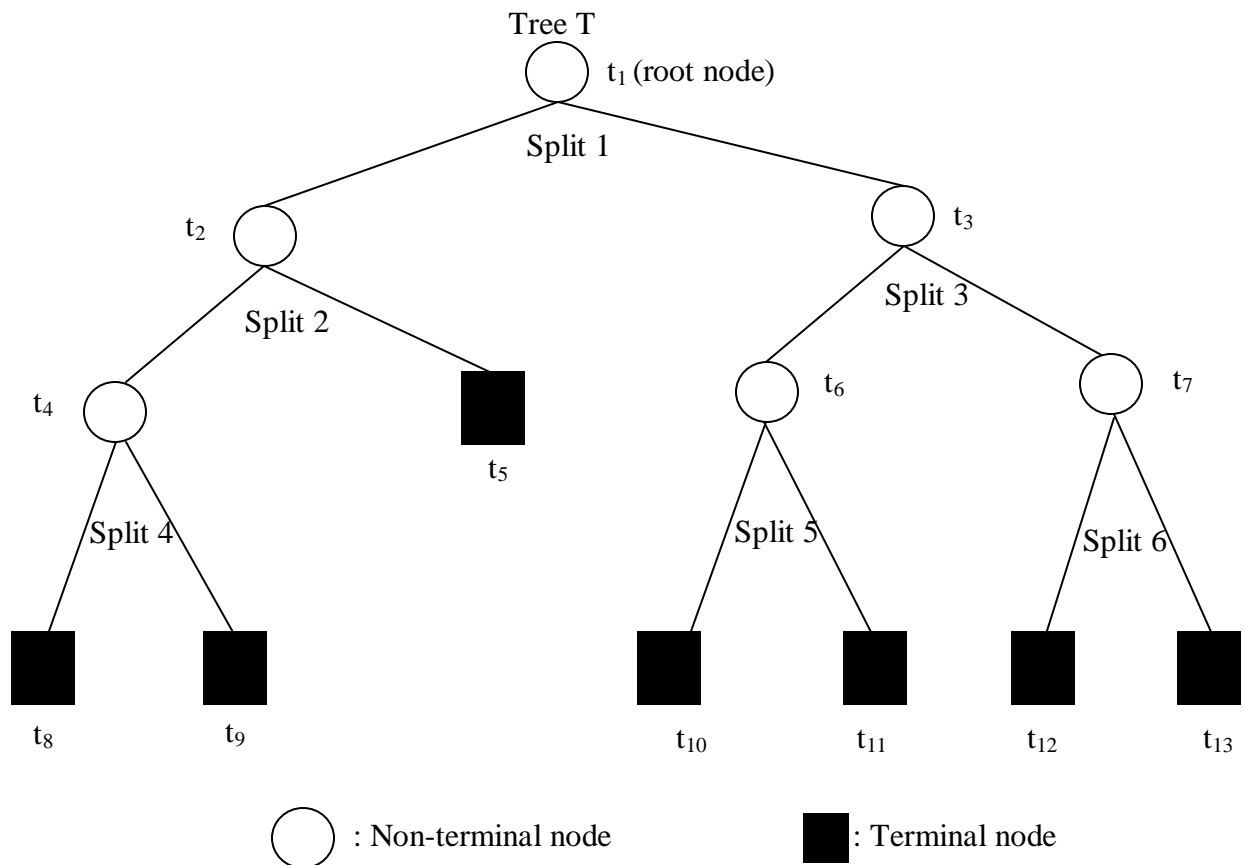 Tree T
t₁ (root node)
Split 1
t₂
t₃
Split 2
Split 3
t₄
t₅
t₆
t₇
Split 4
Split 5
Split 6
t₈
t₉
t₁₀
t₁₁
t₁₂
t₁₃
: Non-terminal node
: Terminal node